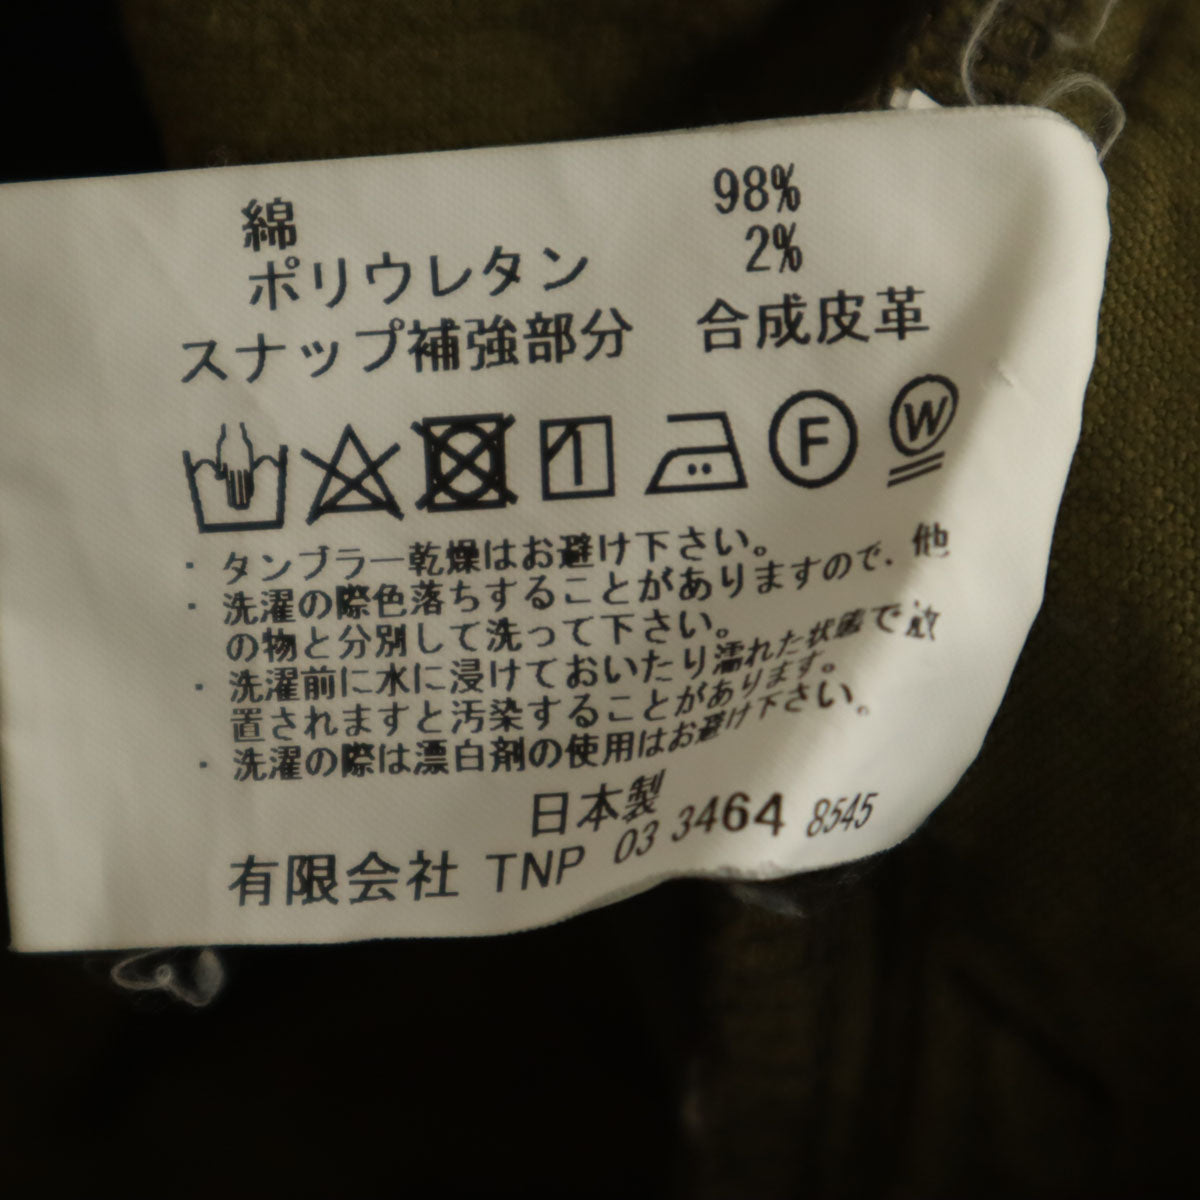 綿 98%
ポリウレタン 2%
スナップ補強部分 合成皮革
F W
・タンブラー乾燥はお避け下さい。
・洗濯の際色落ちすることがありますので、他
の物と分別して洗って下さい。
・洗濯前に水に浸けておいたり濡れた状態で放
置されますと汚染することがあります。
・洗濯の際は漂白剤の使用はお避け下さい。
日本製
有限会社 TNP 03 3464 8545